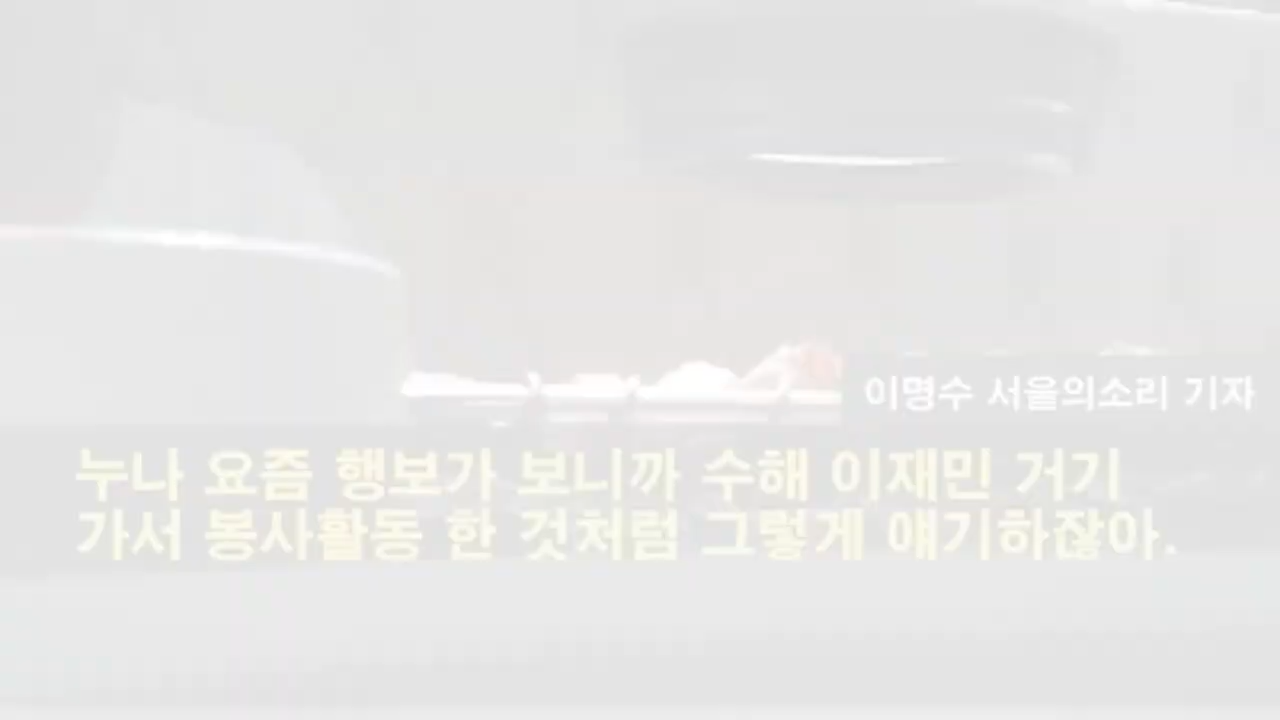 이명수 서울의소리 기자
누나 요즘 행보가 보니까 수해 이재민 거기
가서 봉사활동 한 것처럼 그렇게 얘기하잖아.